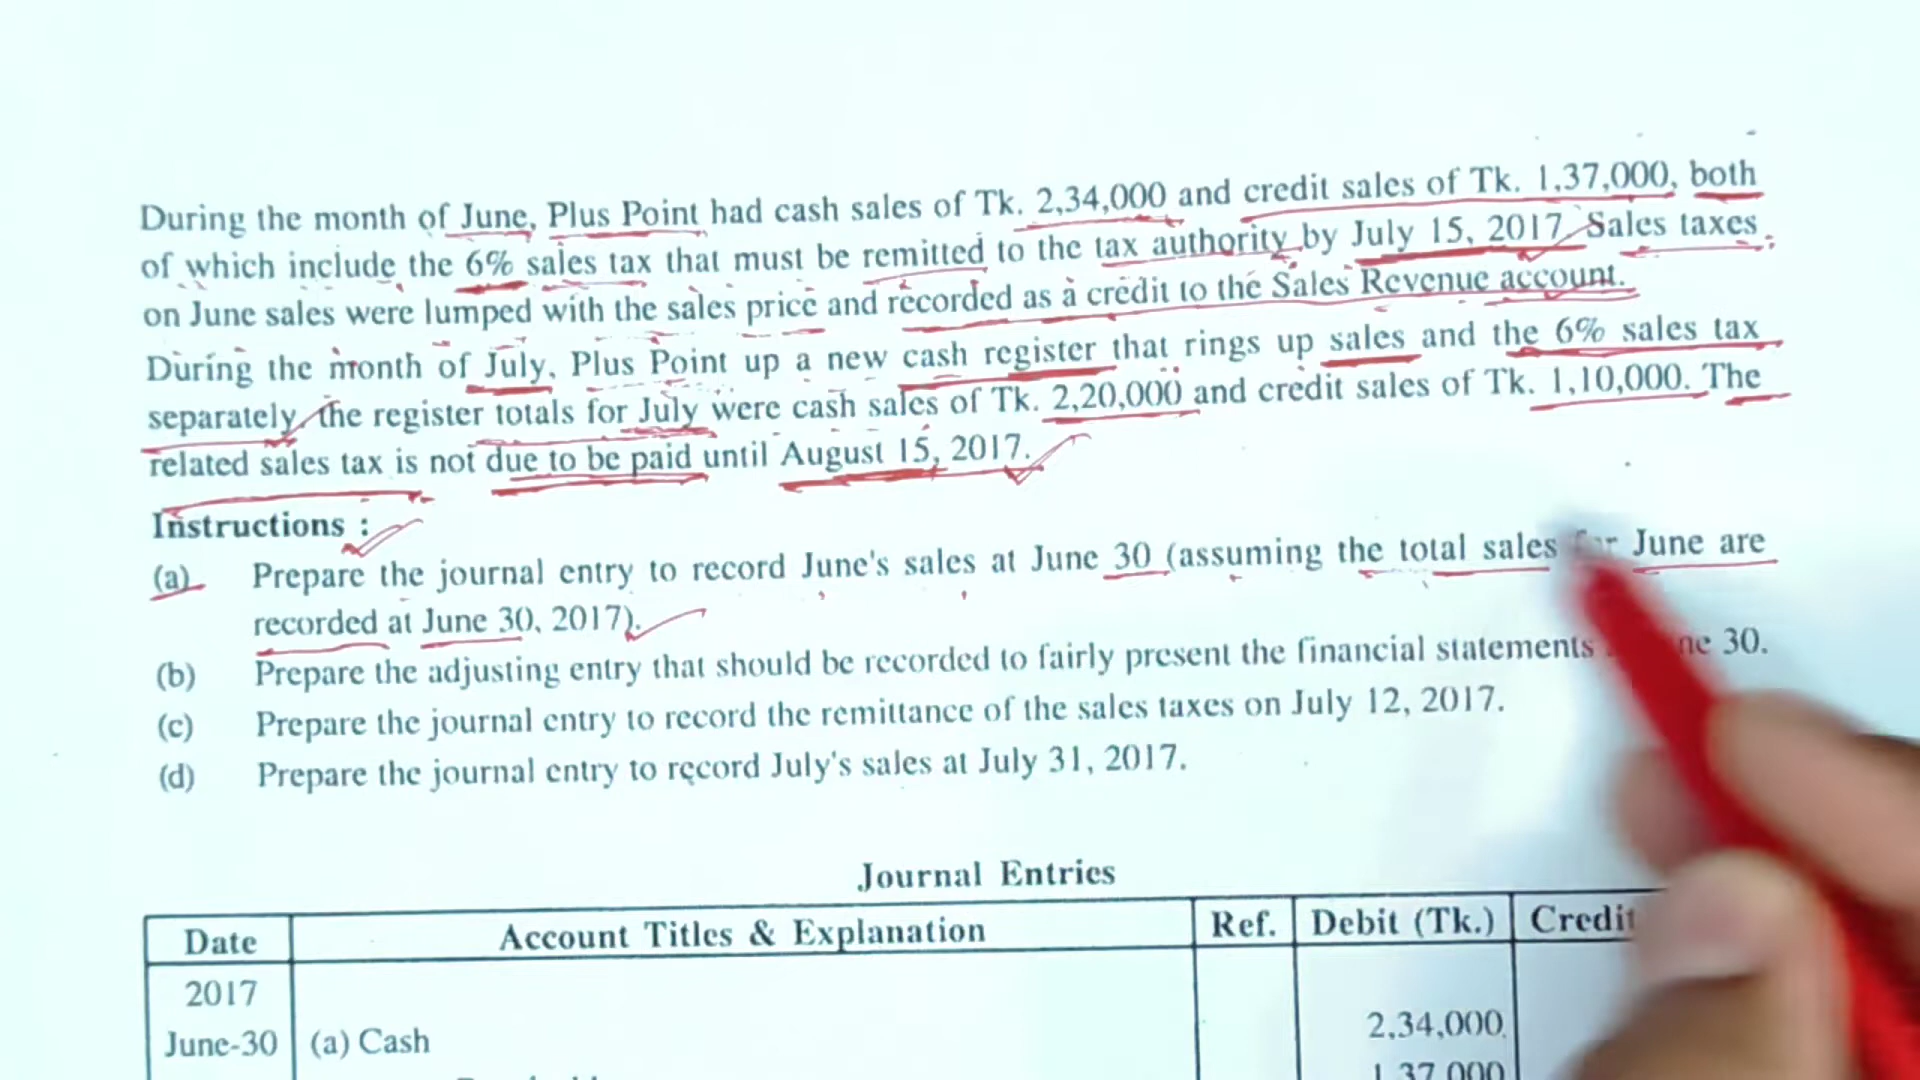 During the month of June, Plus Point had cash sales of Tk. 2,34,000 and credit sales of Tk. 1,37,000, both
of which include the 6% sales tax that must be remitted to the tax authority by July 15, 2017. Sales taxes
on June sales were lumped with the sales price and recorded as a credit to the Sales Revenue account.
During the month of July, Plus Point up a new cash register that rings up sales and the 6% sales tax
separately, the register totals for July were cash sales of Tk. 2,20,000 and credit sales of Tk. 1,10,000. The
related sales tax is not due to be paid until August 15, 2017.
Instructions :
(a) Prepare the journal entry to record June's sales at June 30 (assuming the total sales for June are
recorded at June 30, 2017).
(b) Prepare the adjusting entry that should be recorded to fairly present the financial statements 30.
(c) Prepare the journal entry to record the remittance of the sales taxes on July 12, 2017.
(d) Prepare the journal entry to record July's sales at July 31, 2017.
Journal Entries
Date Account Titles & Explanation Ref. Debit (Tk.) Credit
2017
June-30 (a) Cash 2,34,000
1,37,000